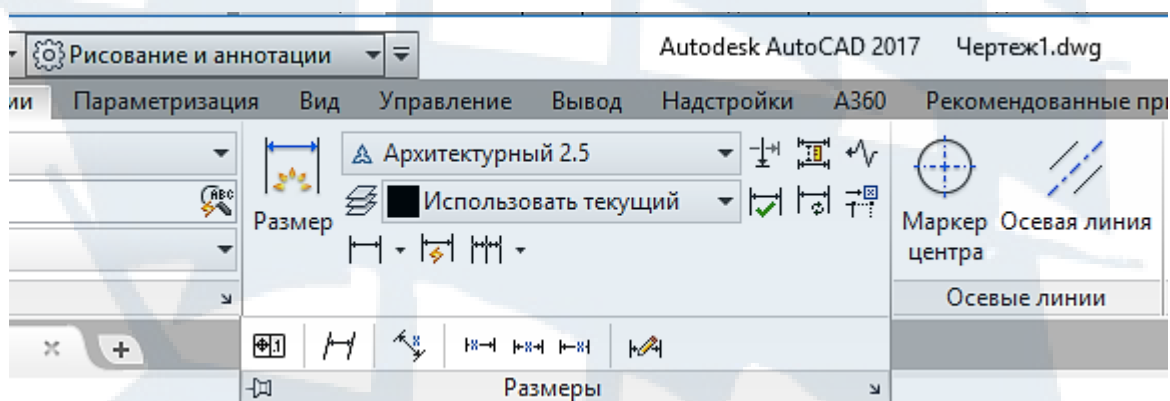 Рисование и аннотации
Autodesk AutoCAD 2017 Чертеж1.dwg
Параметризация Вид Управление Вывод Надстройки A360 Рекомендованные
Архитектурный 2.5
ABC
Использовать текущий
Размер
Маркер центра
Осевая линия
Осевые линии
Размеры